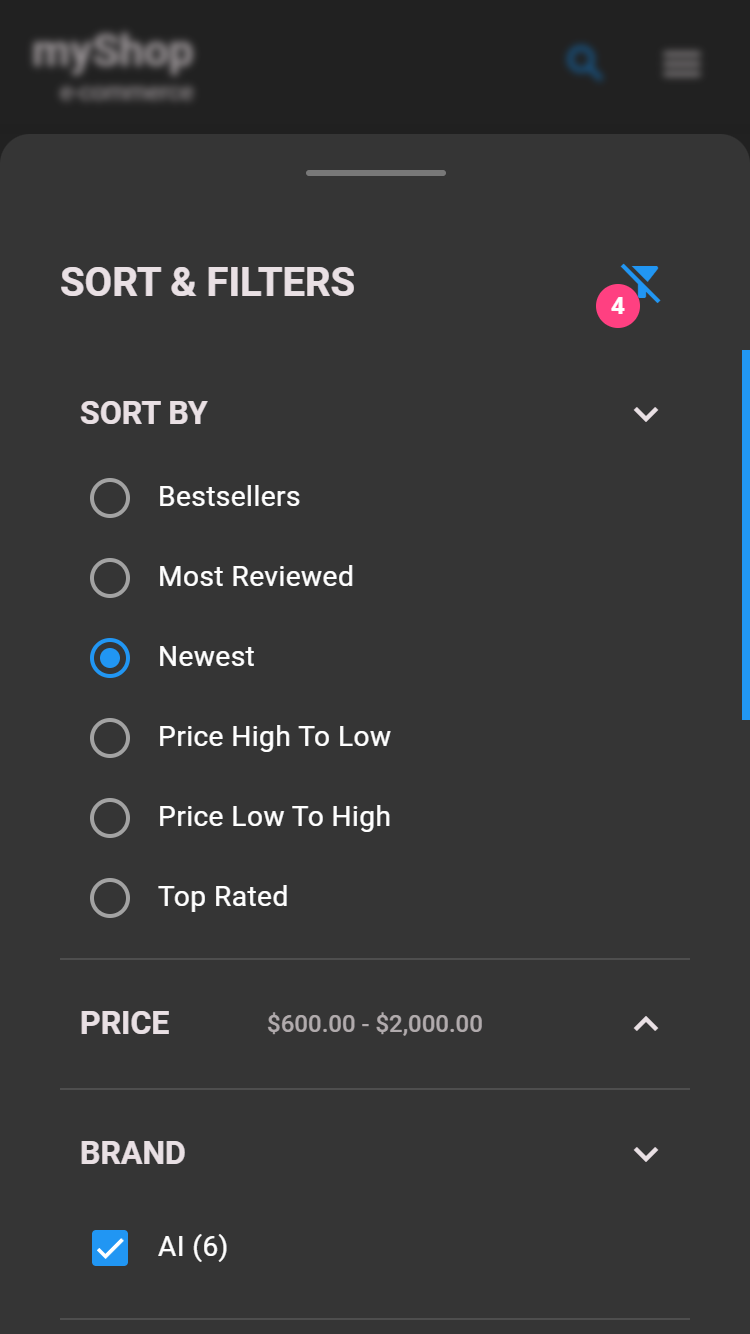 myShop
e-commerce
SORT & FILTERS
4
SORT BY
Bestsellers
Most Reviewed
Newest
Price High To Low
Price Low To High
Top Rated
PRICE $600.00 - $2,000.00
BRAND
AI (6)